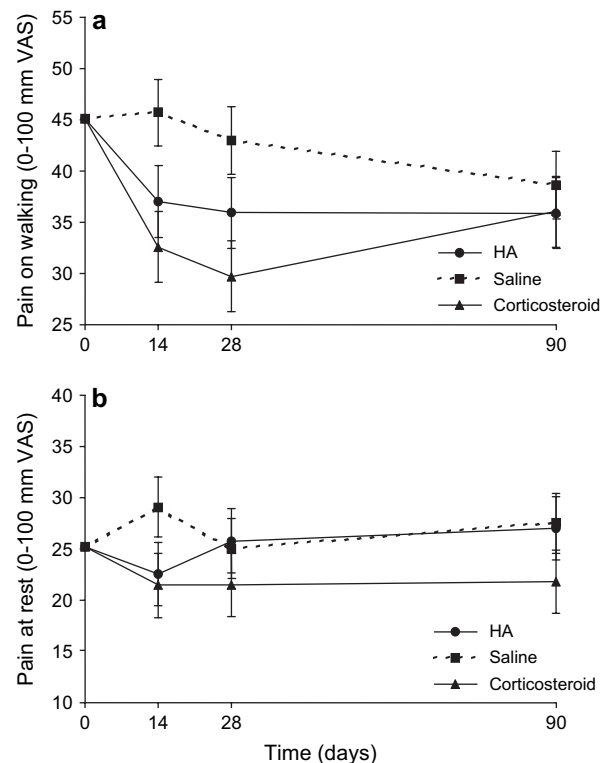 a
Pain on walking (0-100 mm VAS)
55
50
45
40
35
30
25
0 14 28 90
HA
Saline
Corticosteroid
b
Pain at rest (0-100 mm VAS)
40
35
30
25
20
15
10
0 14 28 90
HA
Saline
Corticosteroid
Time (days)